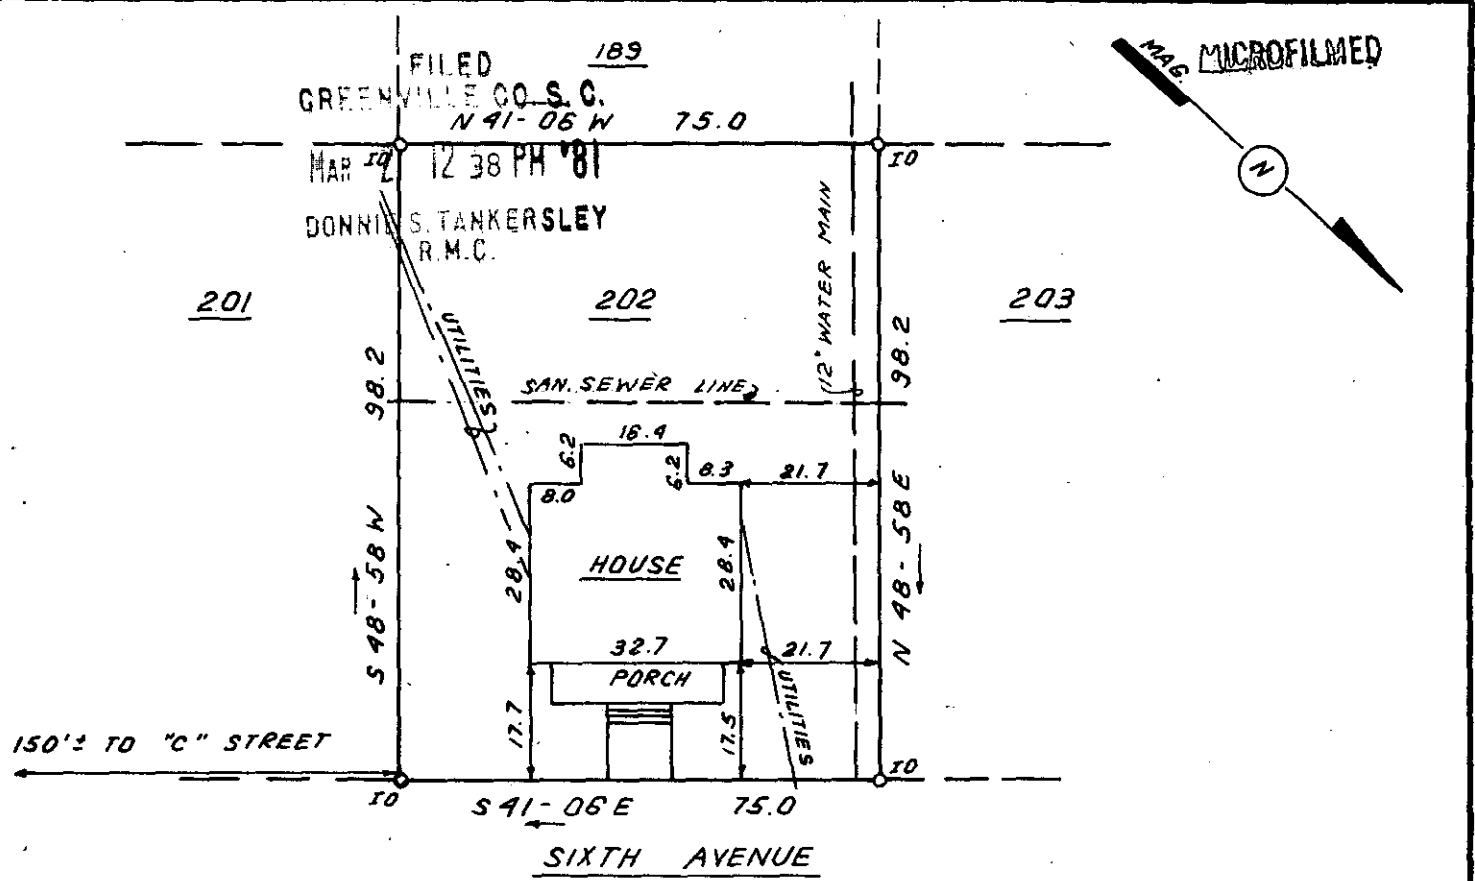 189
FILED
GREENVILLE CO. S. C.
MAG.
MICROFILMED
N 41-06 W 75.0
IO
IO
MAR 12 38 PM '81
DONNIE S. TANKERSLEY
R.M.C.
N
201
202
203
UTILITIES
12" WATER MAIN
98.2
98.2
SAN. SEWER LINE
16.4
6.2
6.2
8.3
21.7
8.0
S 48-58 W
28.4
HOUSE
28.4
N 48-58 E
32.7
21.7
PORCH
UTILITIES
17.7
17.5
150'± TO "C" STREET
IO
IO
S 41-06 E 75.0
SIXTH AVENUE